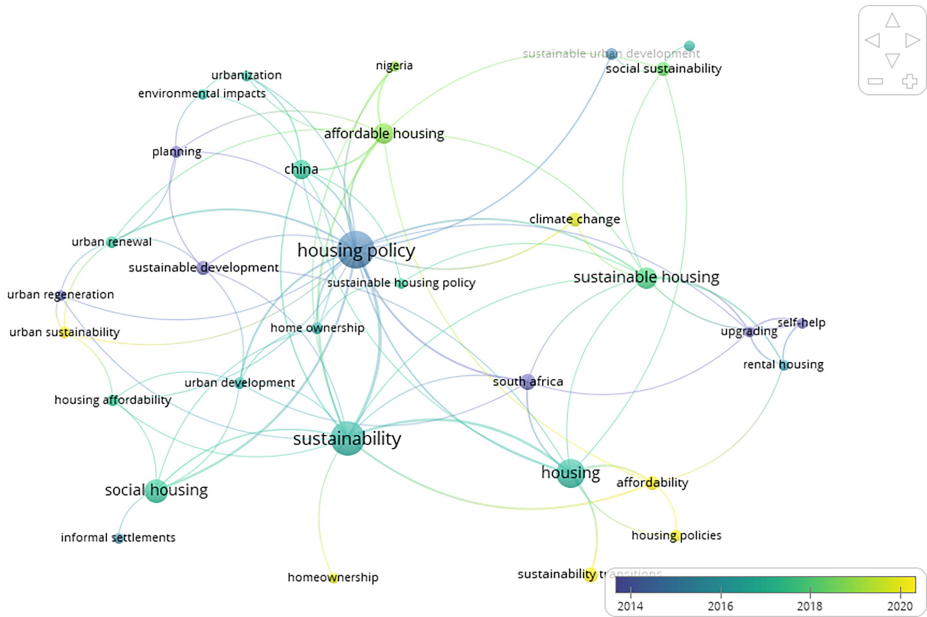 sustainable urban development
nigeria
social sustainability
urbanization
environmental impacts
affordable housing
planning
china
climate change
urban renewal
housing policy
sustainable development
sustainable housing
sustainable housing policy
urban regeneration
self-help
home ownership
upgrading
urban sustainability
rental housing
urban development
south africa
housing affordability
sustainability
housing
affordability
social housing
informal settlements
housing policies
homeownership
sustainability transitions
2014 2016 2018 2020